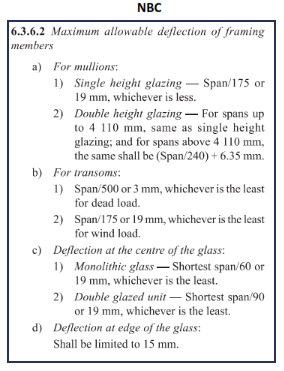 NBC
6.3.6.2 Maximum allowable deflection of framing
members
a) For mullions:
1) Single height glazing — Span/175 or
19 mm, whichever is less.
2) Double height glazing — For spans up
to 4 110 mm, same as single height
glazing; and for spans above 4 110 mm,
the same shall be (Span/240) + 6.35 mm.
b) For transoms:
1) Span/500 or 3 mm, whichever is the least
for dead load.
2) Span/175 or 19 mm, whichever is the least
for wind load.
c) Deflection at the centre of the glass:
1) Monolithic glass — Shortest span/60 or
19 mm, whichever is the least.
2) Double glazed unit — Shortest span/90
or 19 mm, whichever is the least.
d) Deflection at edge of the glass:
Shall be limited to 15 mm.